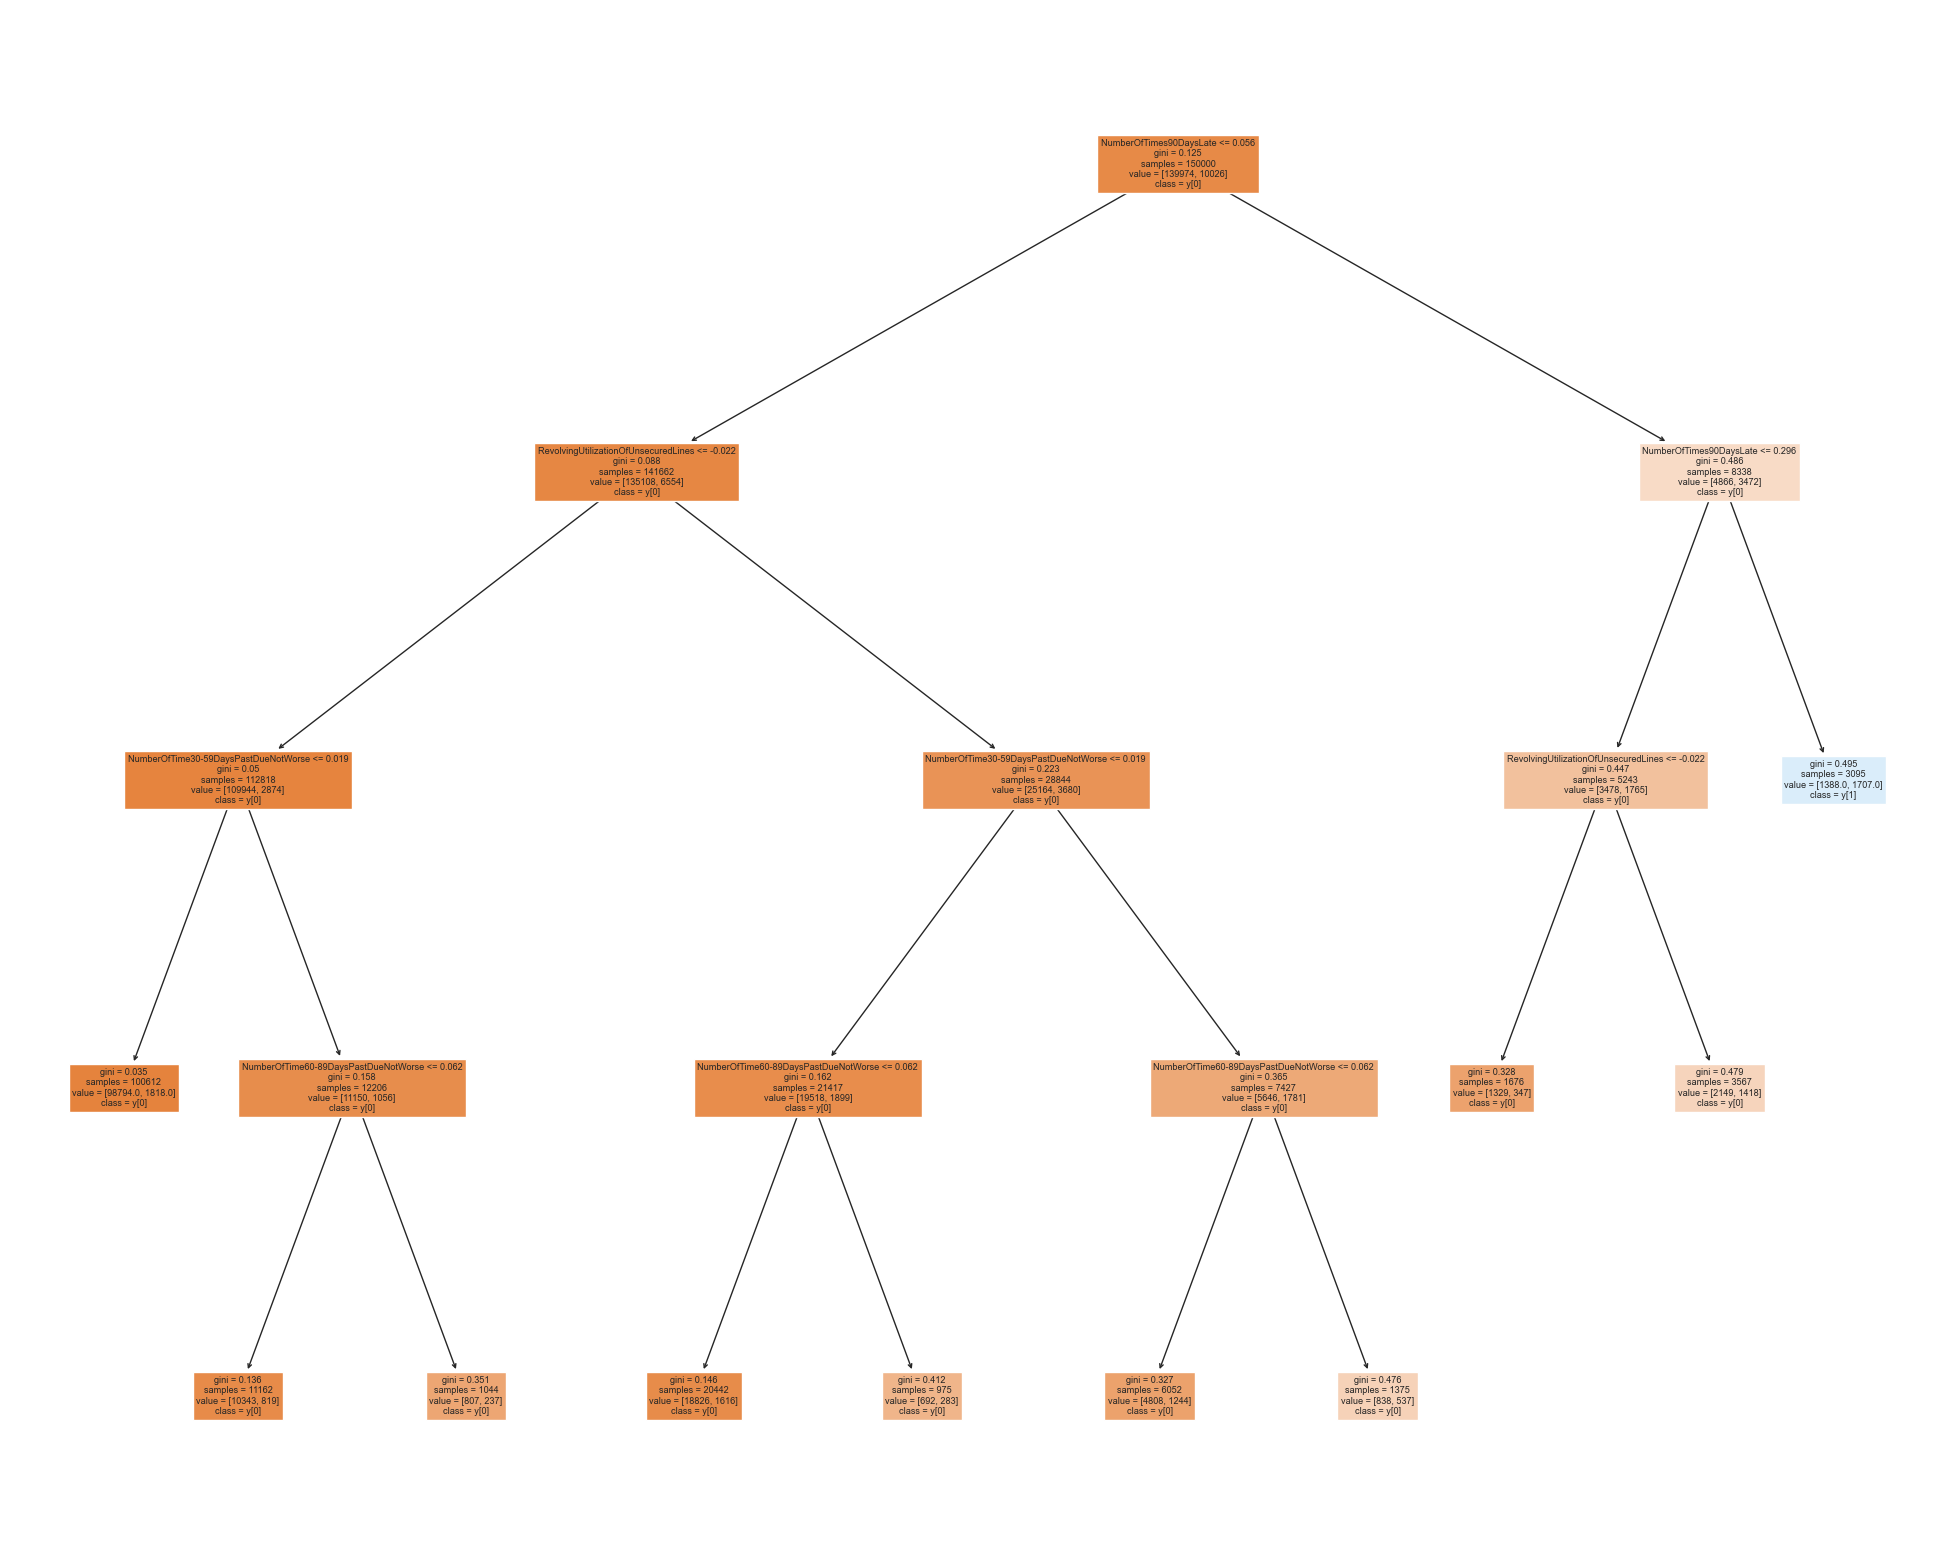 NumberOfTimes90DaysLate <= 0.056
gini = 0.125
samples = 150000
value = [139974, 10026]
class = y[0]
RevolvingUtilizationOfUnsecuredLines <= -0.022
gini = 0.088
samples = 141662
value = [135108, 6554]
class = y[0]
NumberOfTimes90DaysLate <= 0.296
gini = 0.486
samples = 8338
value = [4866, 3472]
class = y[0]
NumberOfTime30-59DaysPastDueNotWorse <= 0.019
gini = 0.05
samples = 112818
value = [109944, 2874]
class = y[0]
NumberOfTime30-59DaysPastDueNotWorse <= 0.019
gini = 0.223
samples = 28844
value = [25164, 3680]
class = y[0]
RevolvingUtilizationOfUnsecuredLines <= -0.022
gini = 0.447
samples = 5243
value = [3478, 1765]
class = y[0]
gini = 0.495
samples = 3095
value = [1388.0, 1707.0]
class = y[1]
gini = 0.035
samples = 100612
value = [98794.0, 1818.0]
class = y[0]
NumberOfTime60-89DaysPastDueNotWorse <= 0.062
gini = 0.158
samples = 12206
value = [11150, 1056]
class = y[0]
NumberOfTime60-89DaysPastDueNotWorse <= 0.062
gini = 0.162
samples = 21417
value = [19518, 1899]
class = y[0]
NumberOfTime60-89DaysPastDueNotWorse <= 0.062
gini = 0.365
samples = 7427
value = [5646, 1781]
class = y[0]
gini = 0.328
samples = 1676
value = [1329, 347]
class = y[0]
gini = 0.479
samples = 3567
value = [2149, 1418]
class = y[0]
gini = 0.136
samples = 11162
value = [10343, 819]
class = y[0]
gini = 0.351
samples = 1044
value = [807, 237]
class = y[0]
gini = 0.146
samples = 20442
value = [18826, 1616]
class = y[0]
gini = 0.412
samples = 975
value = [692, 283]
class = y[0]
gini = 0.327
samples = 6052
value = [4808, 1244]
class = y[0]
gini = 0.476
samples = 1375
value = [838, 537]
class = y[0]